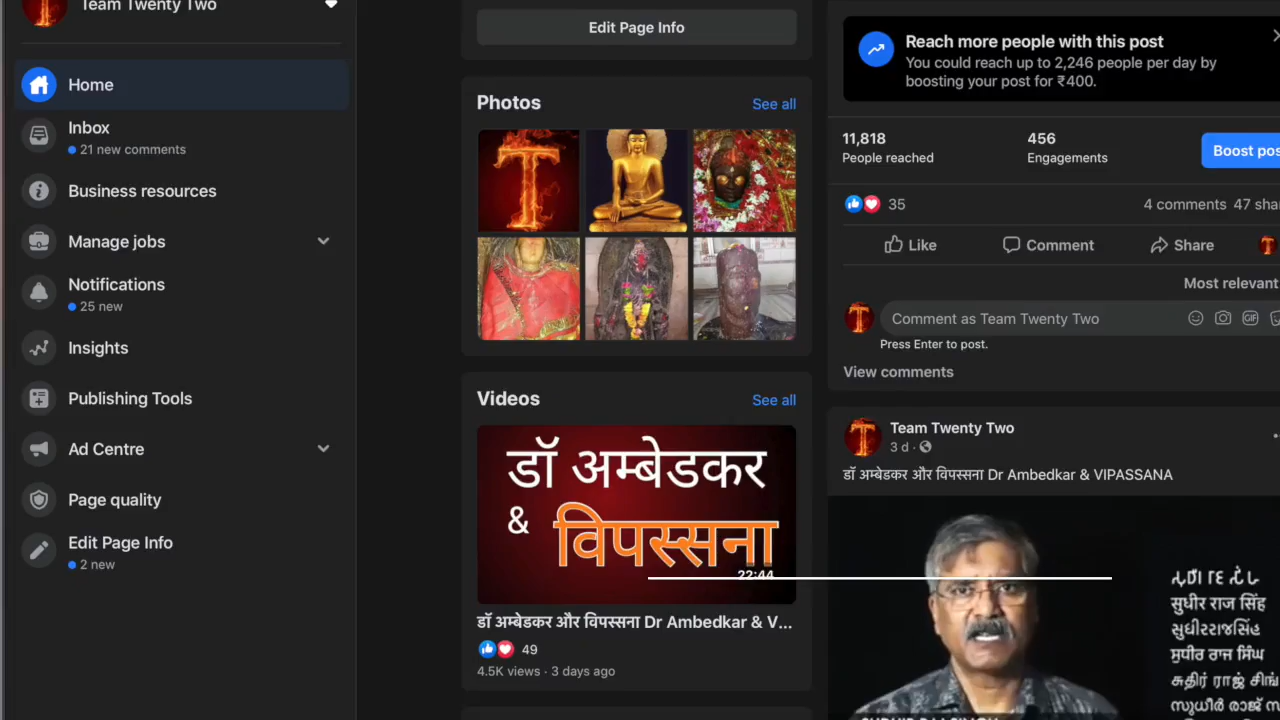 Team Twenty Two
Home
Inbox
21 new comments
Business resources
Manage jobs
Notifications
25 new
Insights
Publishing Tools
Ad Centre
Page quality
Edit Page Info
2 new
Edit Page Info
Photos
See all
Videos
See all
डॉ अम्बेडकर
&
विपस्सना
22:44
डॉ अम्बेडकर और विपस्सना Dr Ambedkar & V...
49
4.5K views · 3 days ago
Reach more people with this post
You could reach up to 2,246 people per day by
boosting your post for ₹400.
11,818
People reached
456
Engagements
Boost
35
4 comments 47
Like
Comment
Share
Most relevant
Comment as Team Twenty Two
GIF
Press Enter to post.
View comments
Team Twenty Two
3 d ·
डॉ अम्बेडकर और विपस्सना Dr Ambedkar & VIPASSANA
सुधीर राज सिंह
ਸੁਧੀਰ ਰਾਜ ਸਿੰਘ